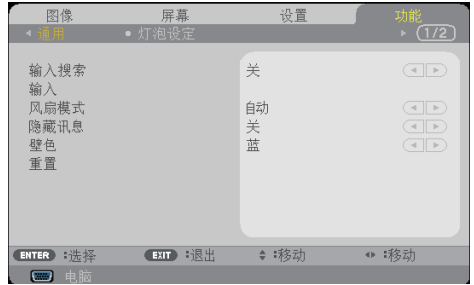 图像 屏幕 设置 功能
通用 • 灯泡设定 (1/2)
输入搜索 关
输入
风扇模式 自动
隐藏讯息 关
壁色 蓝
重置
ENTER :选择 EXIT :退出 :移动 :移动
电脑